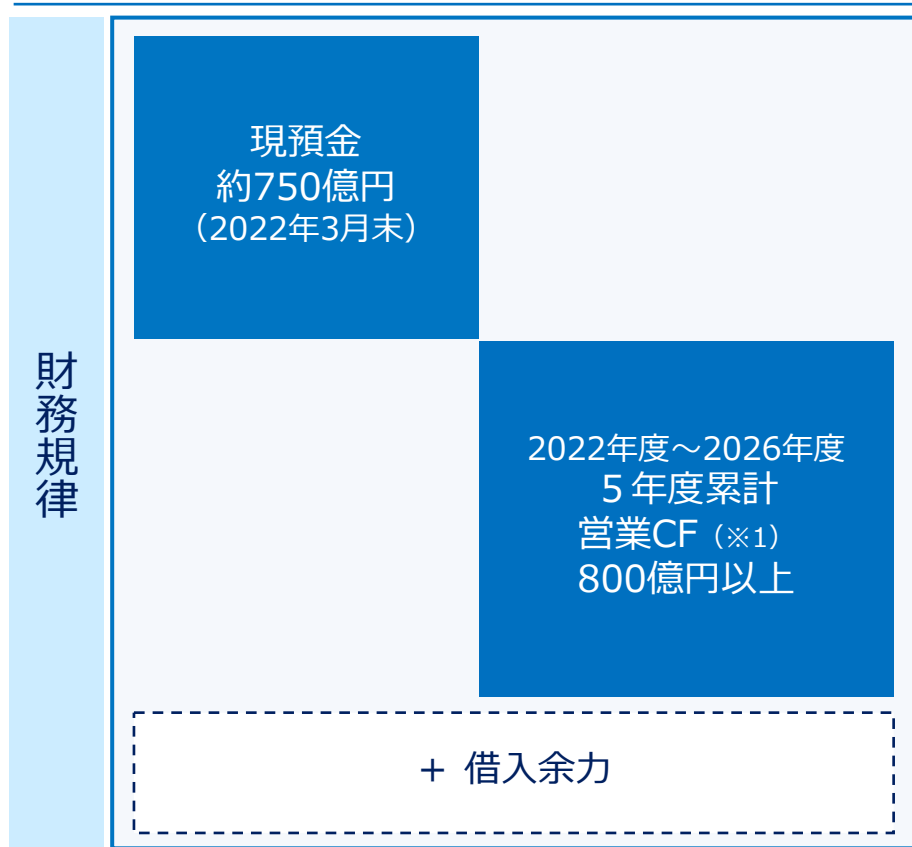 財務規律
現預金
約750億円
（2022年3月末）
2022年度～2026年度
５年度累計
営業CF（※1）
800億円以上
＋ 借入余力